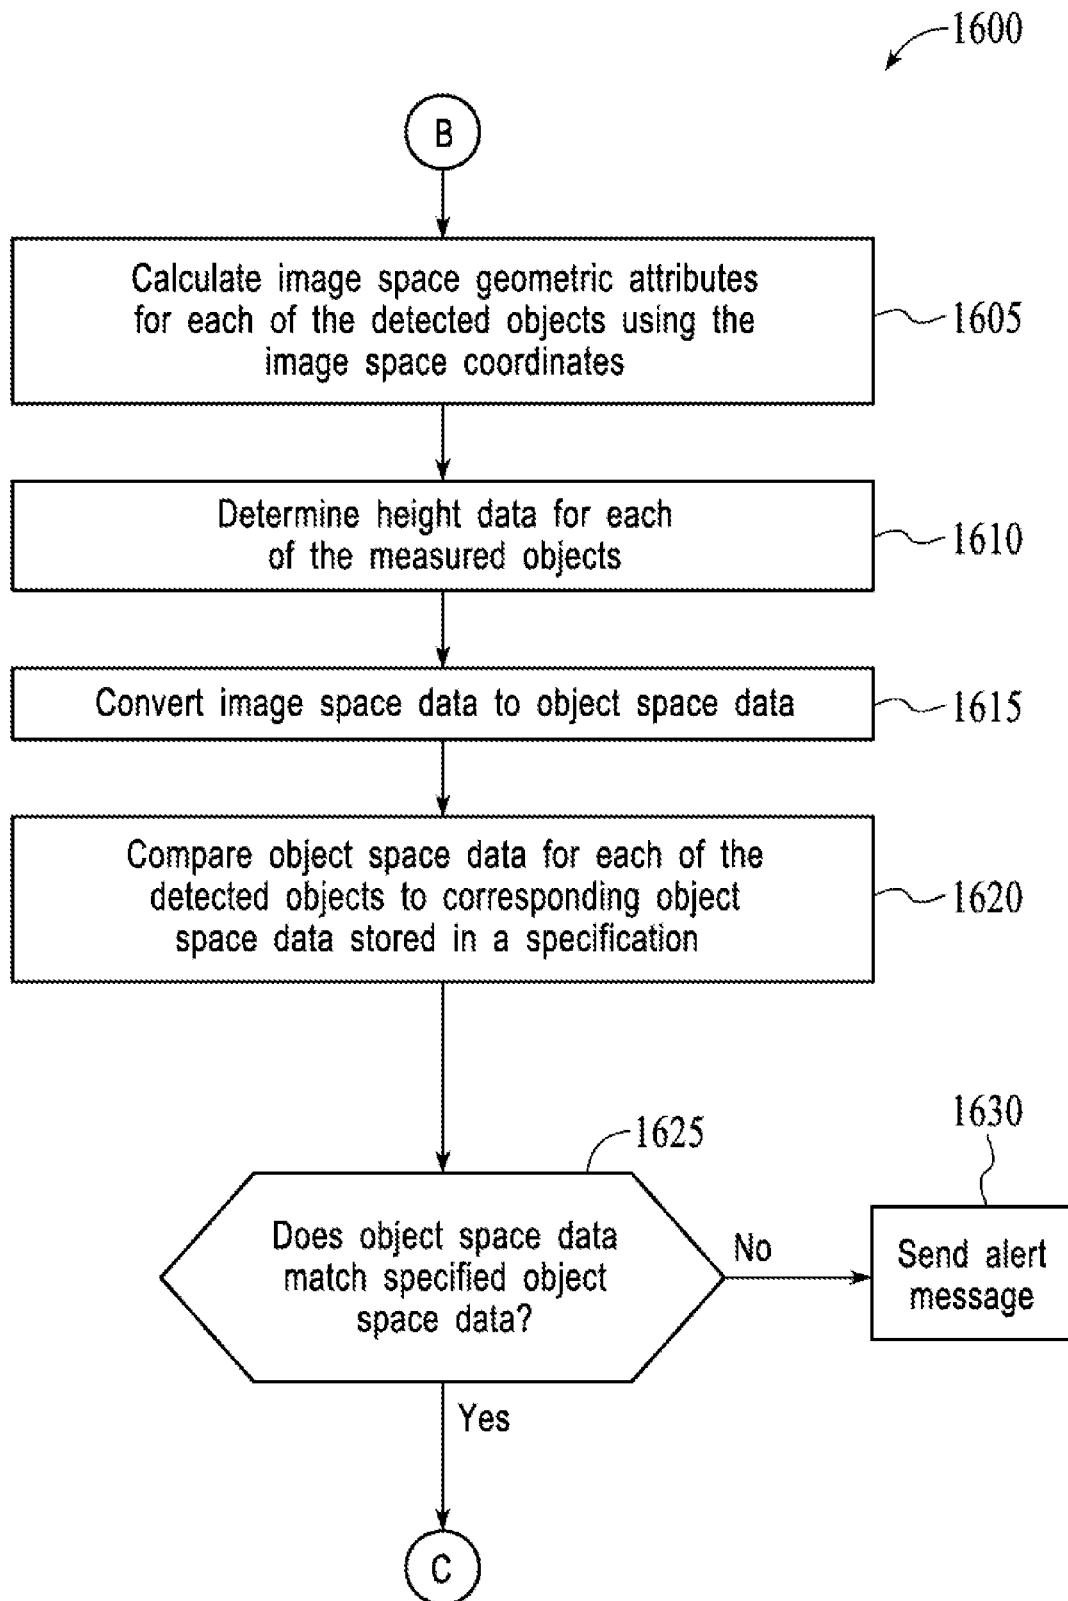 1600
B
Calculate image space geometric attributes
for each of the detected objects using the
image space coordinates
1605
Determine height data for each
of the measured objects
1610
Convert image space data to object space data
1615
Compare object space data for each of the
detected objects to corresponding object
space data stored in a specification
1620
1625
Does object space data
match specified object
space data?
No
1630
Send alert
message
Yes
C